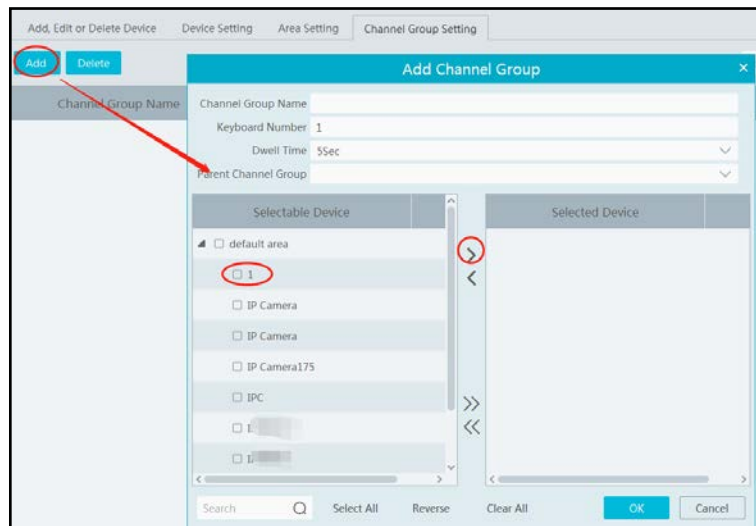 Add, Edit or Delete Device Device Setting Area Setting Channel Group Setting
Add Delete
Add Channel Group ×
Channel Group Name
Channel Group Name
Keyboard Number 1
Dwell Time 5Sec
Parent Channel Group
Selectable Device Selected Device
default area
1
IP Camera
IP Camera
IP Camera175
IPC
Search Select All Reverse Clear All OK Cancel